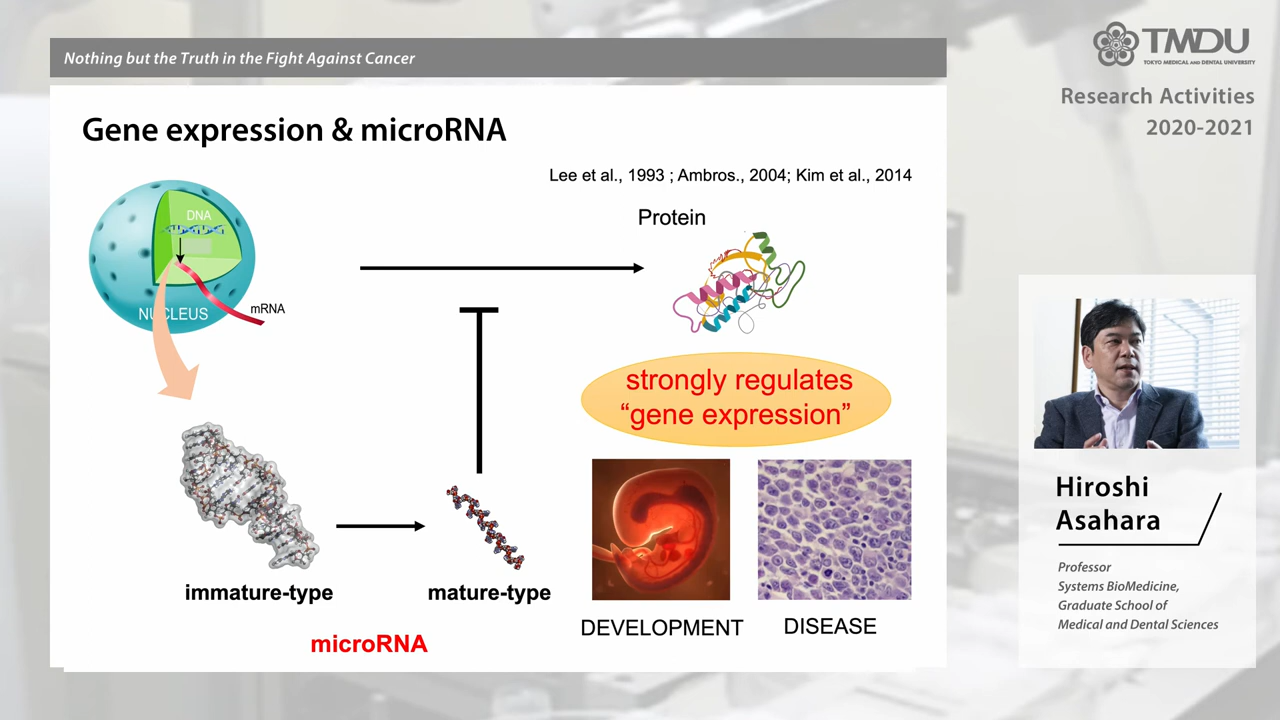 Nothing but the Truth in the Fight Against Cancer
TMDU
TOKYO MEDICAL AND DENTAL UNIVERSITY
Research Activities
2020-2021
Gene expression & microRNA
Lee et al., 1993 ; Ambros., 2004; Kim et al., 2014
Protein
DNA
NUCLEUS
mRNA
strongly regulates
“gene expression”
immature-type
mature-type
microRNA
DEVELOPMENT
DISEASE
Hiroshi
Asahara
Professor
Systems BioMedicine,
Graduate School of
Medical and Dental Sciences